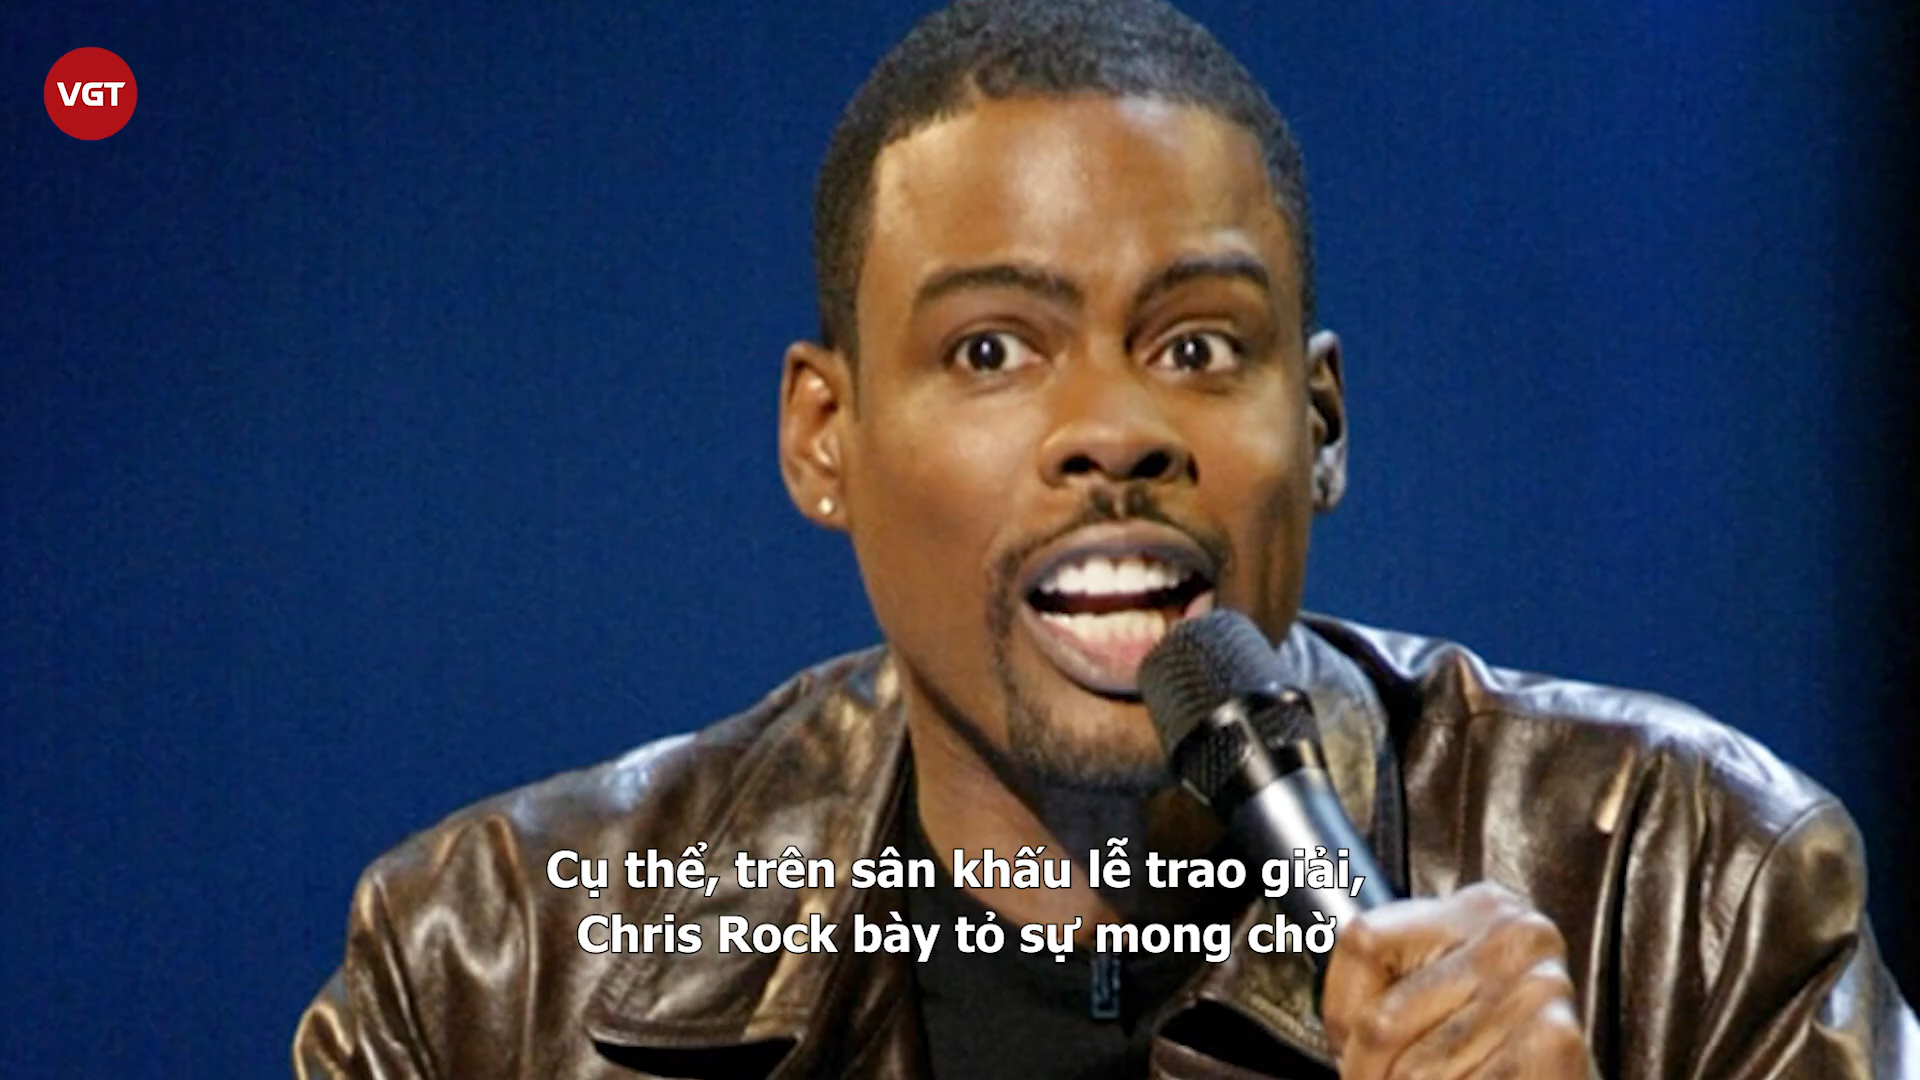 VGT
Cụ thể, trên sân khấu lễ trao giải,
Chris Rock bày tỏ sự mong chờ